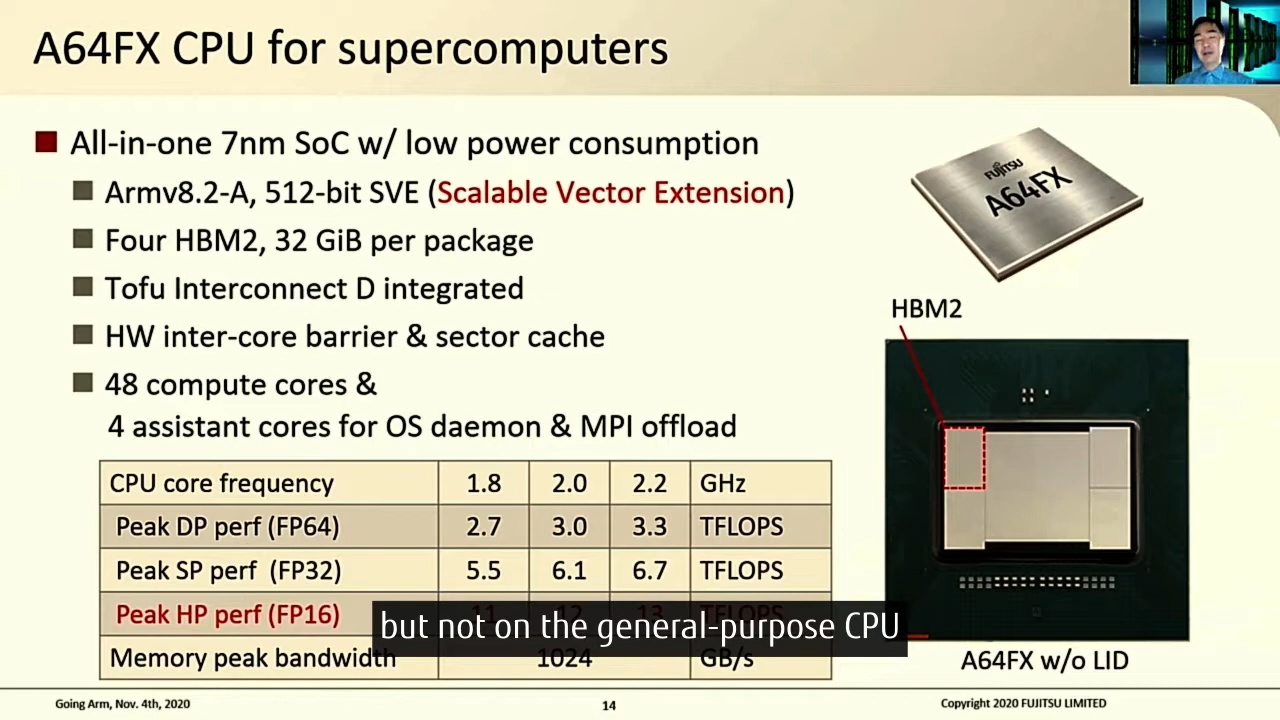 A64FX CPU for supercomputers
All-in-one 7nm SoC w/ low power consumption
Armv8.2-A, 512-bit SVE (Scalable Vector Extension)
Four HBM2, 32 GiB per package
Tofu Interconnect D integrated
HW inter-core barrier & sector cache
48 compute cores &
4 assistant cores for OS daemon & MPI offload
CPU core frequency 1.8 2.0 2.2 GHz
Peak DP perf (FP64) 2.7 3.0 3.3 TFLOPS
Peak SP perf (FP32) 5.5 6.1 6.7 TFLOPS
Peak HP perf (FP16) 11 12 13 TFLOPS
but not on the general-purpose CPU
Memory peak bandwidth 1024 GB/s
FUJITSU
A64FX
HBM2
A64FX w/o LID
Going Arm, Nov. 4th, 2020
14
Copyright 2020 FUJITSU LIMITED